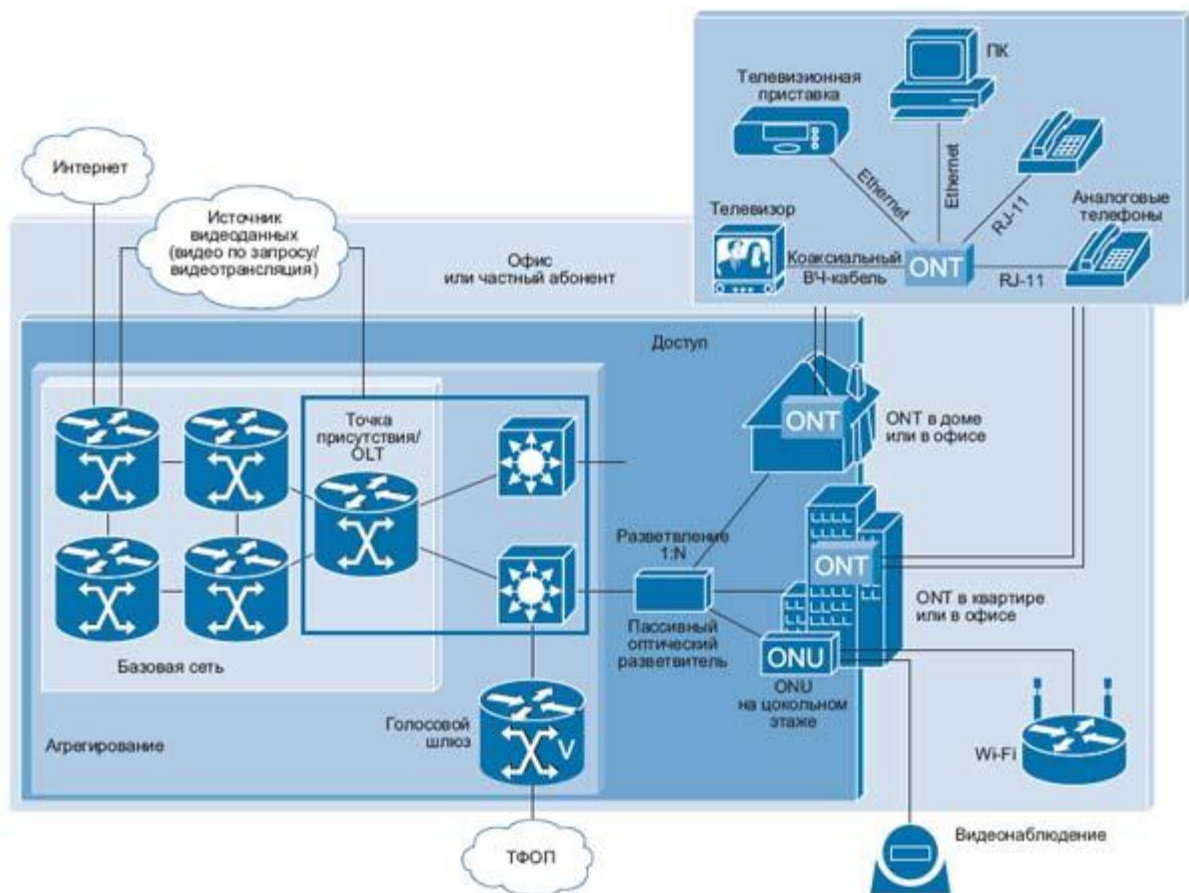 ПК
Телевизионная
приставка
Интернет
Ethernet
Ethernet
RJ-11
Аналоговые
телефоны
Источник
видеоданных
(видео по запросу/
видеотрансляция)
Телевизор
Офис
или частный абонент
Коаксиальный
ВЧ-кабель
ONT
RJ-11
Доступ
Точка
присутствия/
OLT
ONT
ONT в доме
или в офисе
Разветвление
1:N
ONT
ONT в квартире
или в офисе
Пассивный
оптический
разветвитель
ONU
ONU
на цокольном
этаже
Базовая сеть
Голосовой
шлюз
V
Агрегирование
Wi-Fi
Видеонаблюдение
ТФОП